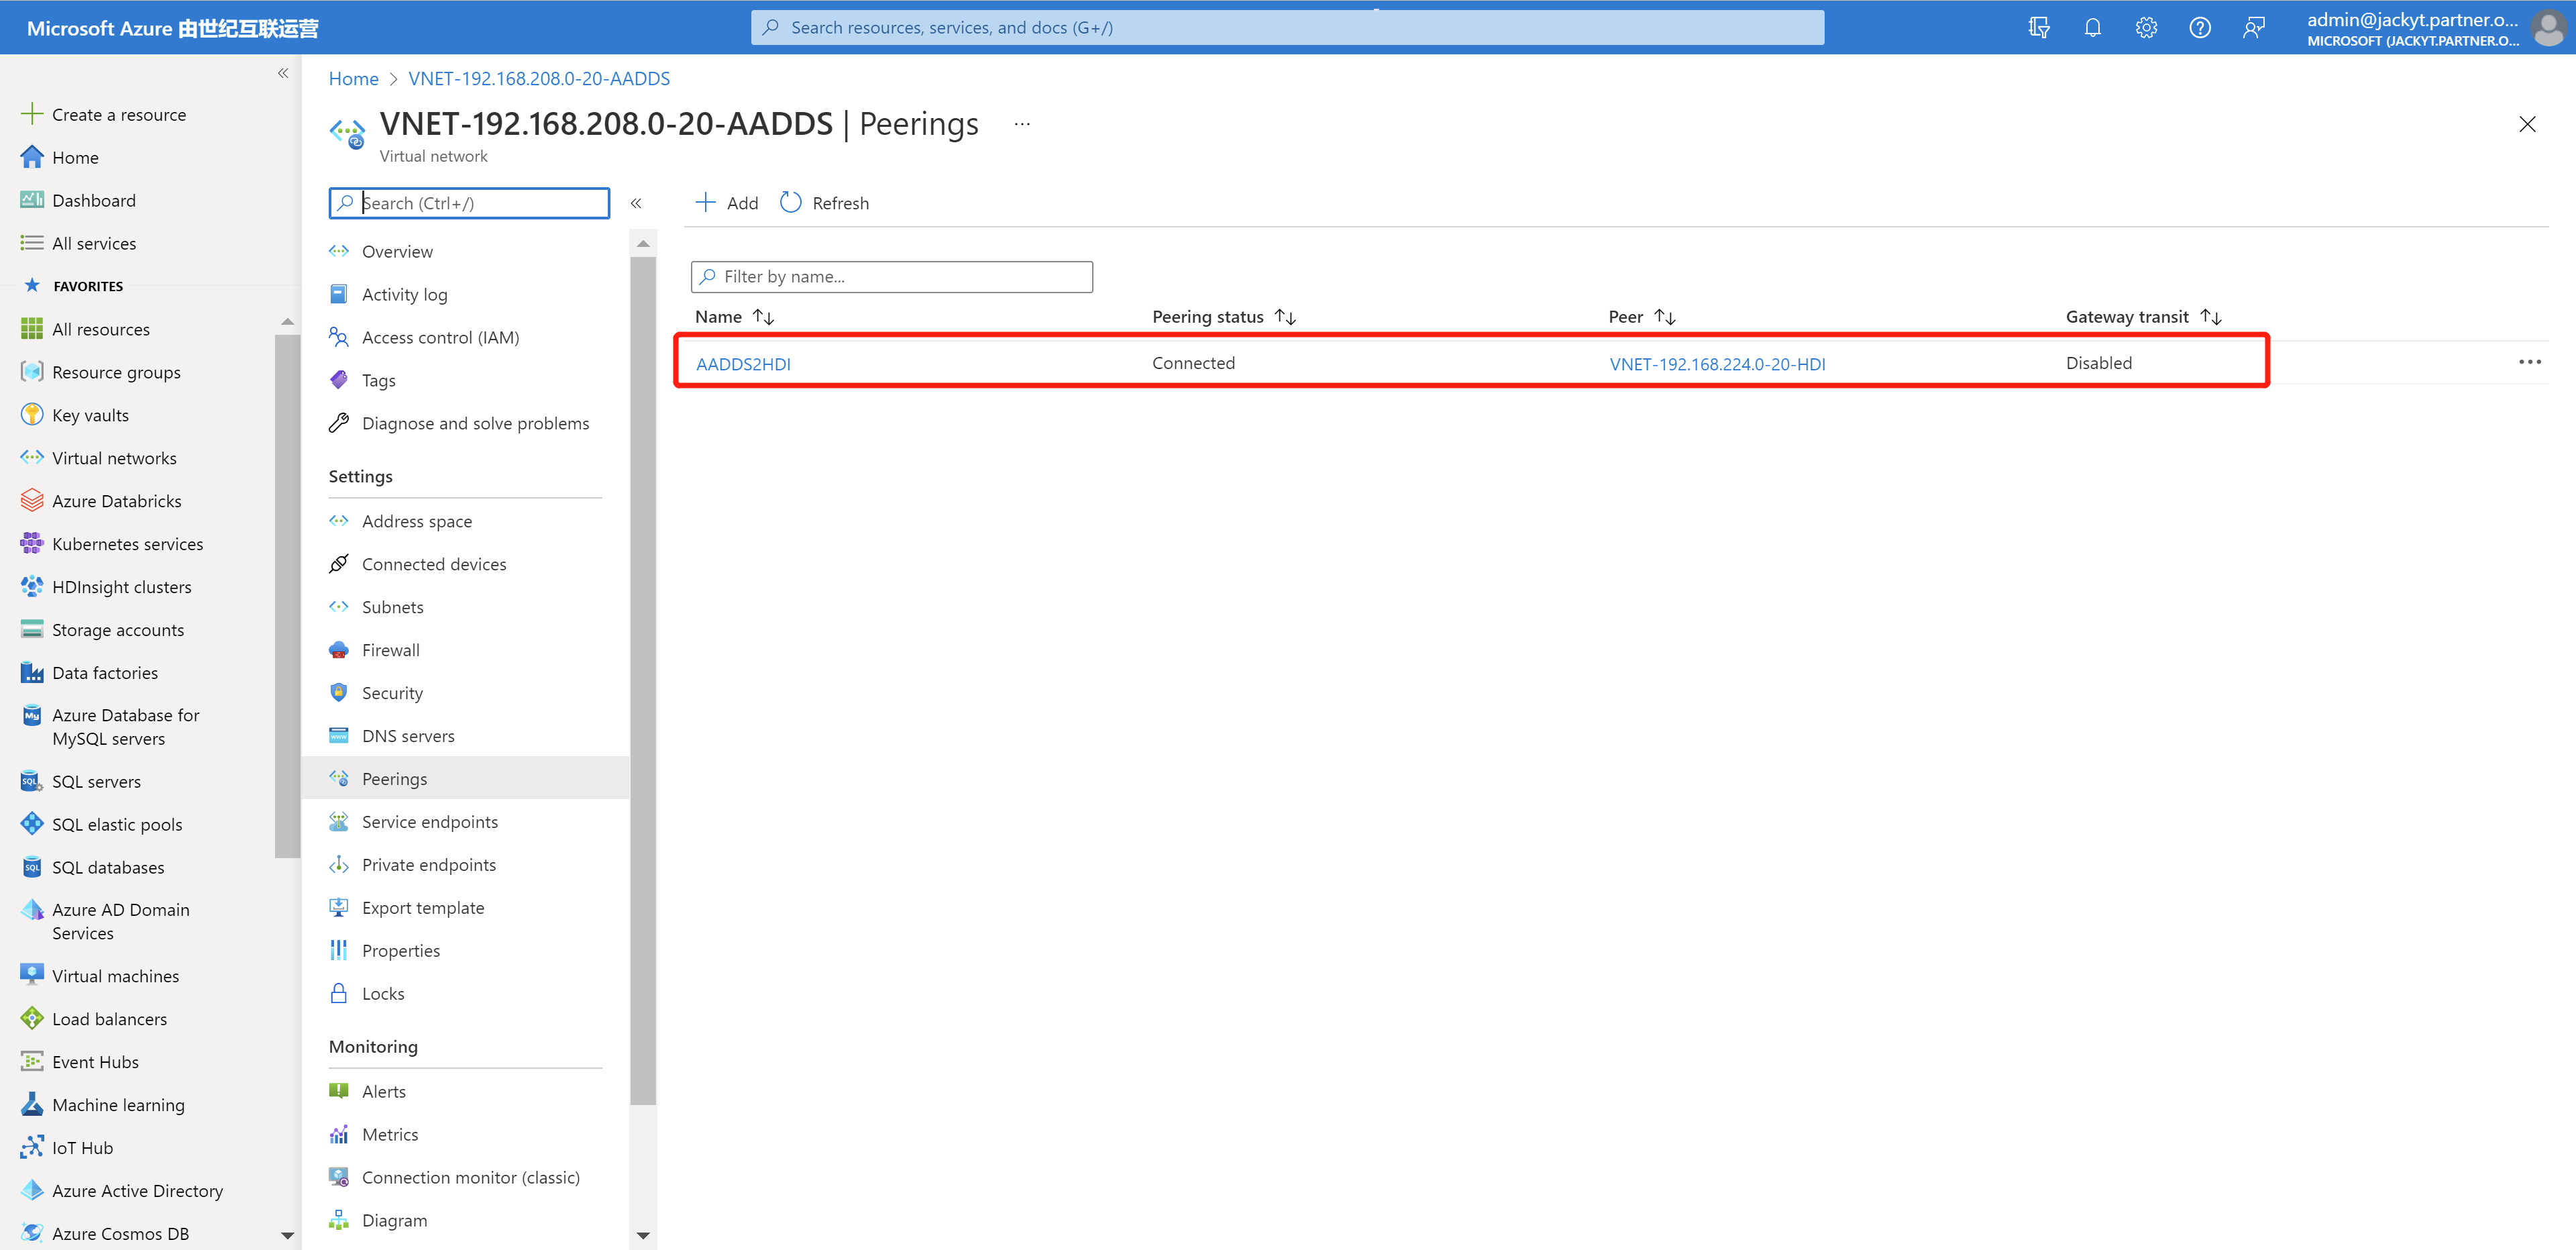 Microsoft Azure 由世纪互联运营
Search resources, services, and docs (G+/)
admin@jackyt.partner.o...
MICROSOFT (JACKYT.PARTNER.O...
Create a resource
Home
Dashboard
All services
FAVORITES
All resources
Resource groups
Key vaults
Virtual networks
Azure Databricks
Kubernetes services
HDInsight clusters
Storage accounts
Data factories
Azure Database for
MySQL servers
SQL servers
SQL elastic pools
SQL databases
Azure AD Domain
Services
Virtual machines
Load balancers
Event Hubs
Machine learning
IoT Hub
Azure Active Directory
Azure Cosmos DB
Home > VNET-192.168.208.0-20-AADDS
VNET-192.168.208.0-20-AADDS | Peerings ...
Virtual network
Search (Ctrl+/)
Overview
Activity log
Access control (IAM)
Tags
Diagnose and solve problems
Settings
Address space
Connected devices
Subnets
Firewall
Security
DNS servers
Peerings
Service endpoints
Private endpoints
Export template
Properties
Locks
Monitoring
Alerts
Metrics
Connection monitor (classic)
Diagram
Add Refresh
Filter by name...
Name Peering status Peer Gateway transit
AADDS2HDI Connected VNET-192.168.224.0-20-HDI Disabled